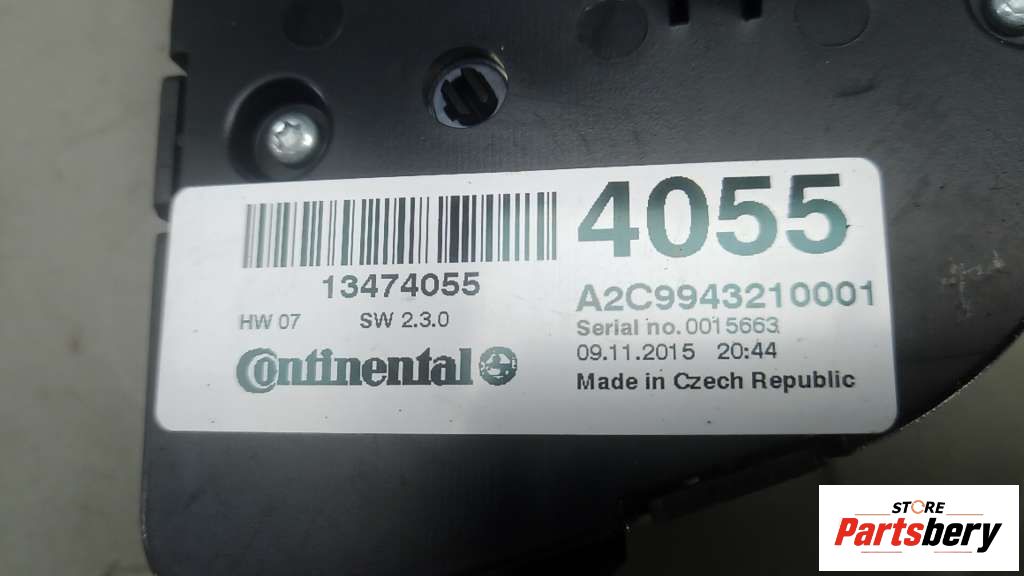 4055
13474055
A2C9943210001
HW 07 SW 2.3.0
Serial no. 0015663
Continental
09.11.2015 20:44
Made in Czech Republic
STORE
Partsbery